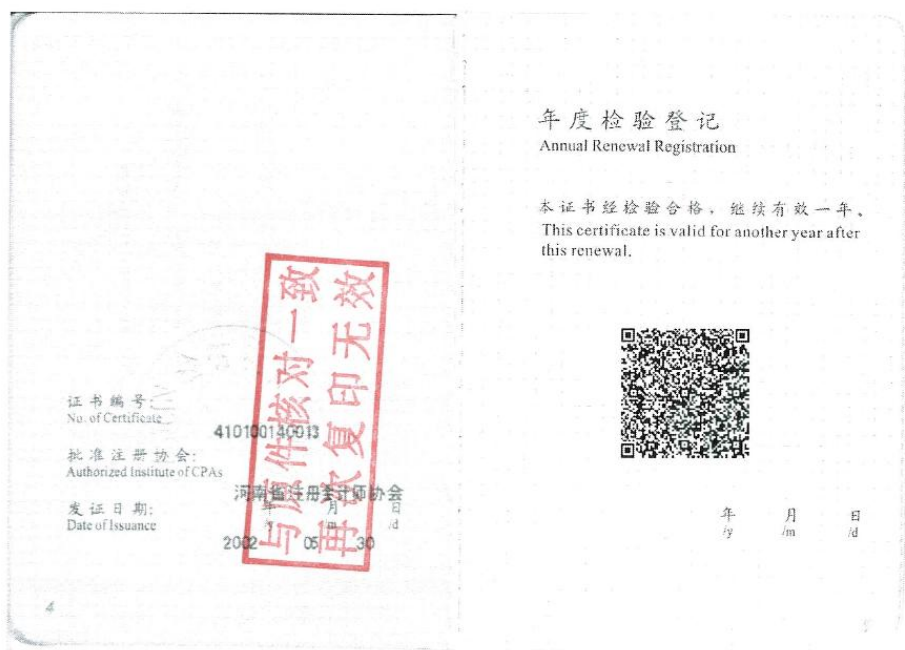 证书编号:
No. of Certificate
410100140013
批准注册协会:
Authorized Institute of CPAs
河南省注册会计师协会
发证日期:
Date of Issuance
年 月 日
/y /m /d
2002 05 30
与原件核对一致
再次复印无效
4
年度检验登记
Annual Renewal Registration
本证书经检验合格，继续有效一年。
This certificate is valid for another year after
this renewal.
年 月 日
/y /m /d